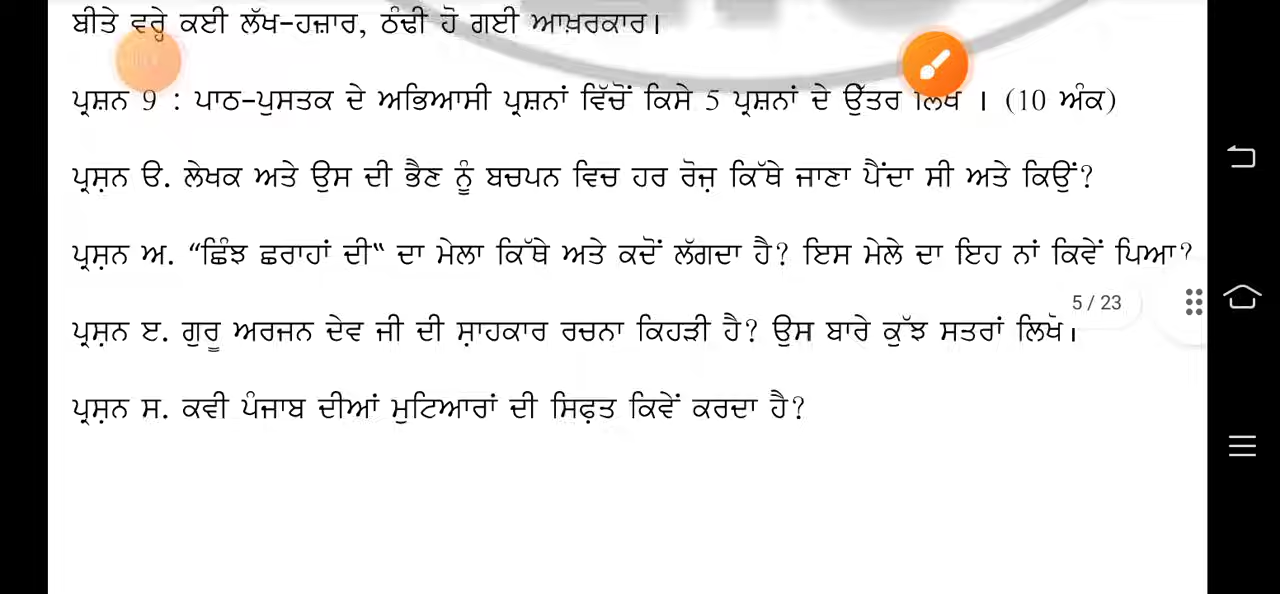 ਬੀਤੇ ਵਰ੍ਹੇ ਕਈ ਲੱਖ-ਹਜ਼ਾਰ, ਠੰਢੀ ਹੋ ਗਈ ਆਖ਼ਰਕਾਰ।
ਪ੍ਰਸ਼ਨ 9 : ਪਾਠ-ਪੁਸਤਕ ਦੇ ਅਭਿਆਸੀ ਪ੍ਰਸ਼ਨਾਂ ਵਿੱਚੋਂ ਕਿਸੇ 5 ਪ੍ਰਸ਼ਨਾਂ ਦੇ ਉੱਤਰ ਲਿਖੋ । (10 ਅੰਕ)
ਪ੍ਰਸ਼ਨ ੳ. ਲੇਖਕ ਅਤੇ ਉਸ ਦੀ ਭੈਣ ਨੂੰ ਬਚਪਨ ਵਿਚ ਹਰ ਰੋਜ਼ ਕਿੱਥੇ ਜਾਣਾ ਪੈਂਦਾ ਸੀ ਅਤੇ ਕਿਉਂ?
ਪ੍ਰਸ਼ਨ ਅ. “ਛਿੰਝ ਛਰਾਹਾਂ ਦੀ“ ਦਾ ਮੇਲਾ ਕਿੱਥੇ ਅਤੇ ਕਦੋਂ ਲੱਗਦਾ ਹੈ? ਇਸ ਮੇਲੇ ਦਾ ਇਹ ਨਾਂ ਕਿਵੇਂ ਪਿਆ?
5 / 23
ਪ੍ਰਸ਼ਨ ੲ. ਗੁਰੂ ਅਰਜਨ ਦੇਵ ਜੀ ਦੀ ਸ਼ਾਹਕਾਰ ਰਚਨਾ ਕਿਹੜੀ ਹੈ? ਉਸ ਬਾਰੇ ਕੁੱਝ ਸਤਰਾਂ ਲਿਖੋ।
ਪ੍ਰਸ਼ਨ ਸ. ਕਵੀ ਪੰਜਾਬ ਦੀਆਂ ਮੁਟਿਆਰਾਂ ਦੀ ਸਿਫ਼ਤ ਕਿਵੇਂ ਕਰਦਾ ਹੈ?